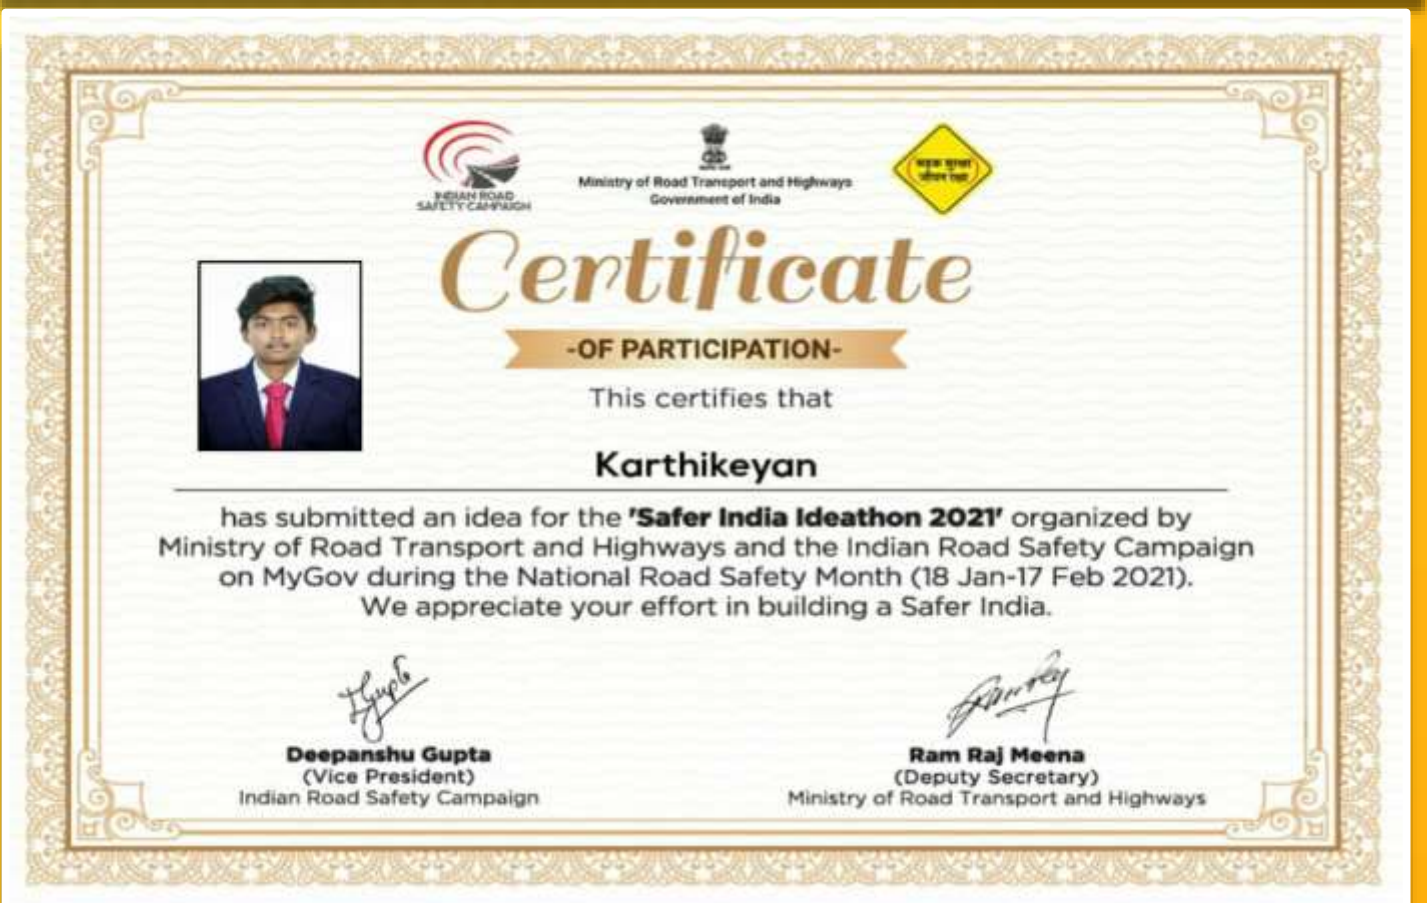 INDIAN ROAD
SAFETY CAMPAIGN
Ministry of Road Transport and Highways
Government of India
सड़क सुरक्षा
जीवन रक्षा
Certificate
-OF PARTICIPATION-
This certifies that
Karthikeyan
has submitted an idea for the 'Safer India Ideathon 2021' organized by
Ministry of Road Transport and Highways and the Indian Road Safety Campaign
on MyGov during the National Road Safety Month (18 Jan-17 Feb 2021).
We appreciate your effort in building a Safer India.
Deepanshu Gupta
(Vice President)
Indian Road Safety Campaign
Ram Raj Meena
(Deputy Secretary)
Ministry of Road Transport and Highways